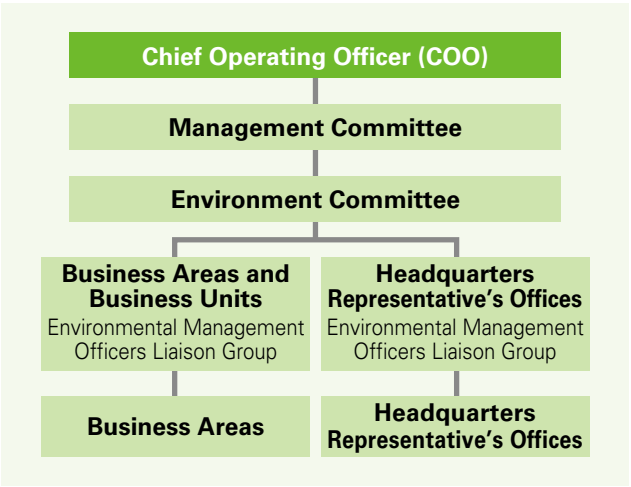 Chief Operating Officer (COO)
Management Committee
Environment Committee
Business Areas and
Business Units
Environmental Management
Officers Liaison Group
Headquarters
Representative's Offices
Environmental Management
Officers Liaison Group
Business Areas
Headquarters
Representative's Offices